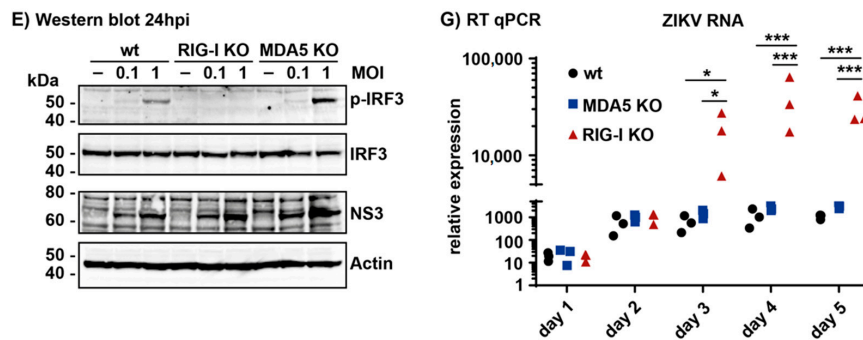 E) Western blot 24hpi
wt RIG-I KO MDA5 KO
kDa – 0.1 1 – 0.1 1 – 0.1 1 MOI
50 - p-IRF3
40 -
50 - IRF3
40 -
80 -
60 - NS3
50 - Actin
40 -
G) RT qPCR ZIKV RNA
relative expression
100,000
10,000
1000
100
10
1
wt
MDA5 KO
RIG-I KO
*
*
***
***
***
***
day 1 day 2 day 3 day 4 day 5